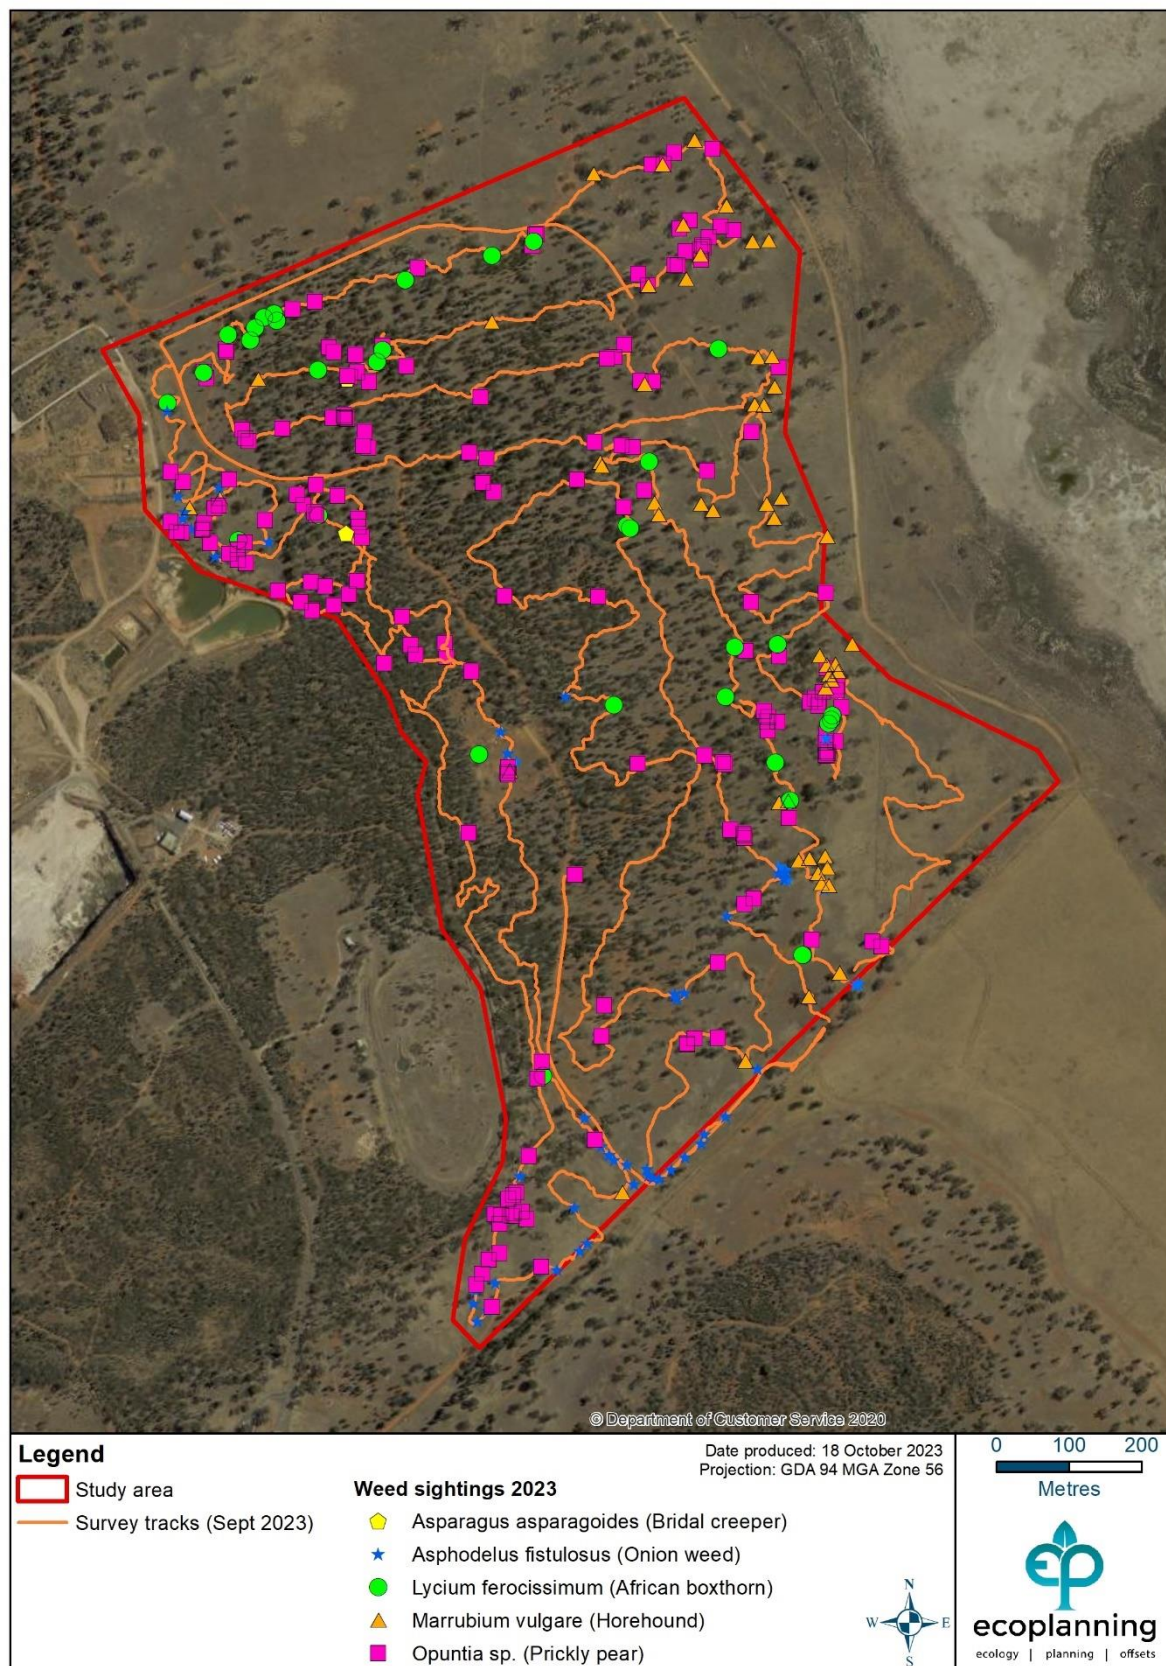 © Department of Customer Service 2020
Legend
Study area
Survey tracks (Sept 2023)
Weed sightings 2023
Asparagus asparagoides (Bridal creeper)
Asphodelus fistulosus (Onion weed)
Lycium ferocissimum (African boxthorn)
Marrubium vulgare (Horehound)
Opuntia sp. (Prickly pear)
Date produced: 18 October 2023
Projection: GDA 94 MGA Zone 56
N
W E
S
0 100 200
Metres
ep
ecoplanning
ecology | planning | offsets